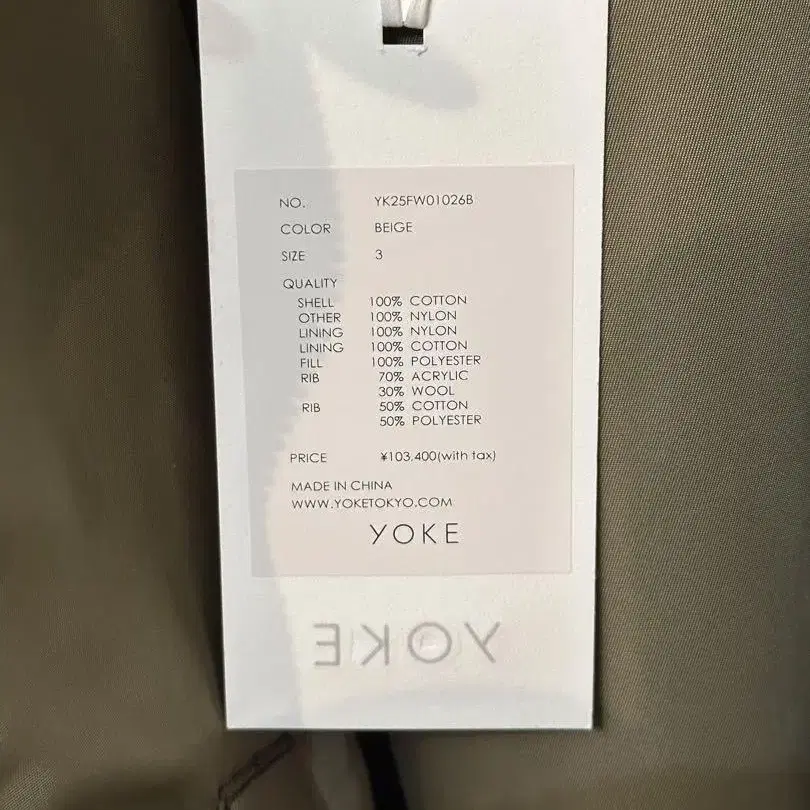 NO. YK25FW01026B
COLOR BEIGE
SIZE 3
QUALITY
SHELL 100% COTTON
OTHER 100% NYLON
LINING 100% NYLON
LINING 100% COTTON
FILL 100% POLYESTER
RIB 70% ACRYLIC
30% WOOL
RIB 50% COTTON
50% POLYESTER
PRICE ¥103,400(with tax)
MADE IN CHINA
WWW.YOKETOKYO.COM
YOKE
YOKE